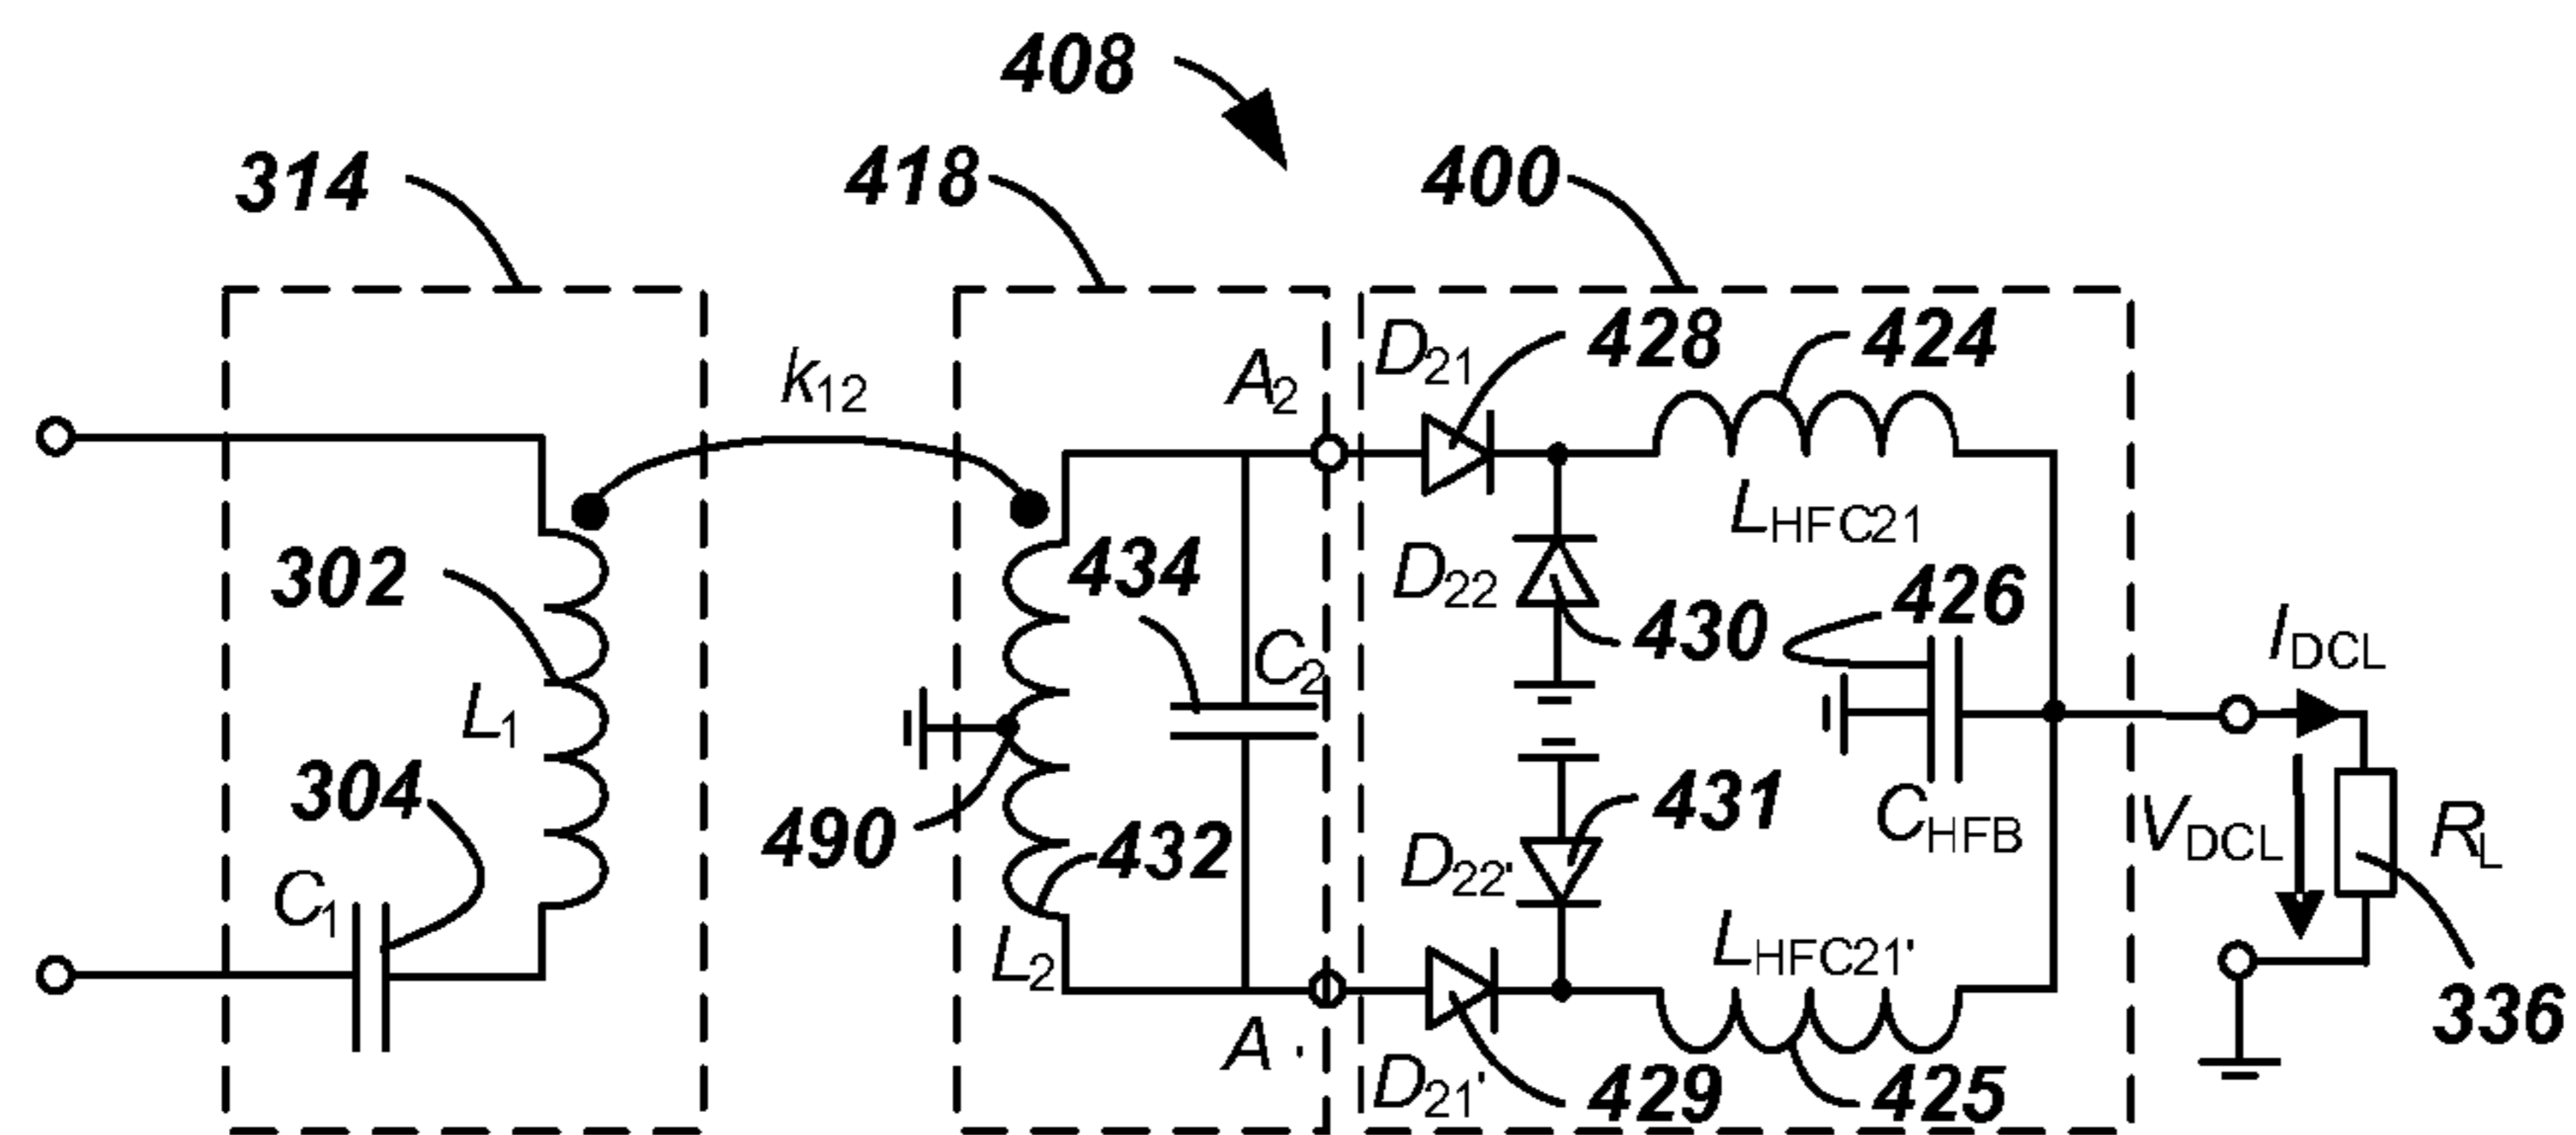 408
314
418
400
D21
428
424
k12
A2
LHFC21
302
434
D22
430
426
C2
IDCL
L1
304
490
432
D22'
431
CHFB
VDCL
RL
C1
L2
LHFC21'
336
A '
D21'
429
425